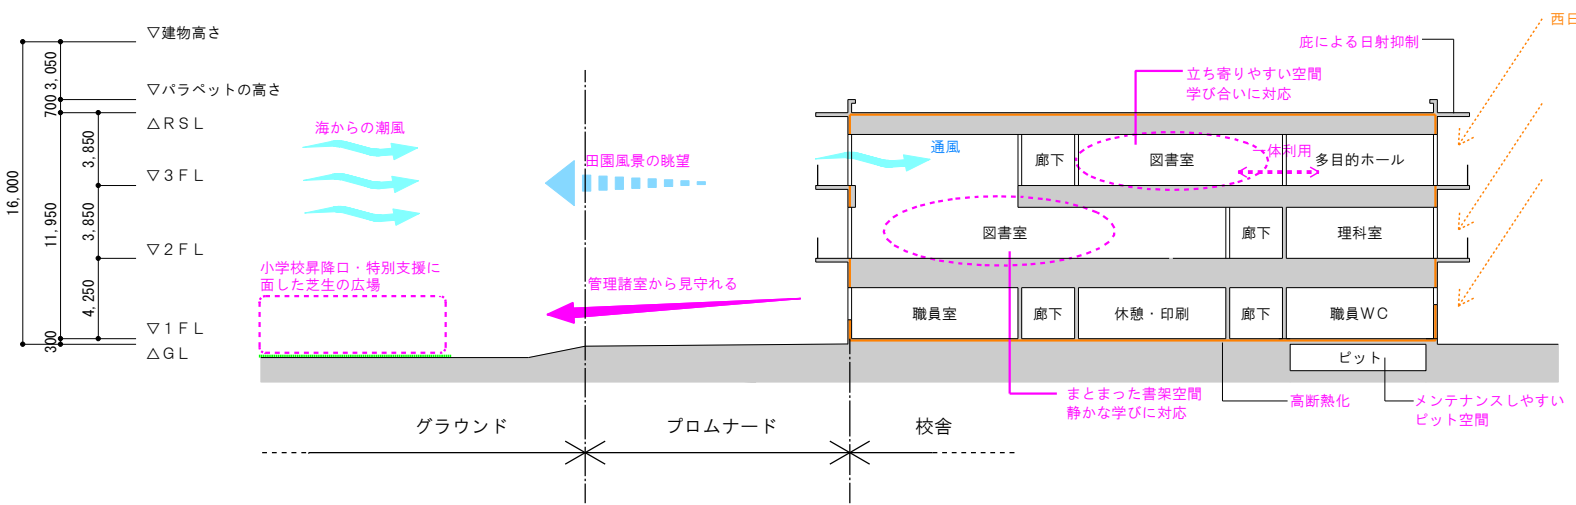 ▽建物高さ
西日
庇による日射抑制
3,050
立ち寄りやすい空間
学び合いに対応
▽パラペットの高さ
700
△RSL
海からの潮風
3,850
通風
田園風景の眺望
廊下
図書室
一体利用
多目的ホール
▽3FL
16,000
11,950
3,850
図書室
廊下
理科室
▽2FL
小学校昇降口・特別支援に
面した芝生の広場
管理諸室から見守れる
4,250
職員室
廊下
休憩・印刷
廊下
職員WC
▽1FL
300
△GL
ピット
まとまった書架空間
静かな学びに対応
高断熱化
メンテナンスしやすい
ピット空間
グラウンド
プロムナード
校舎